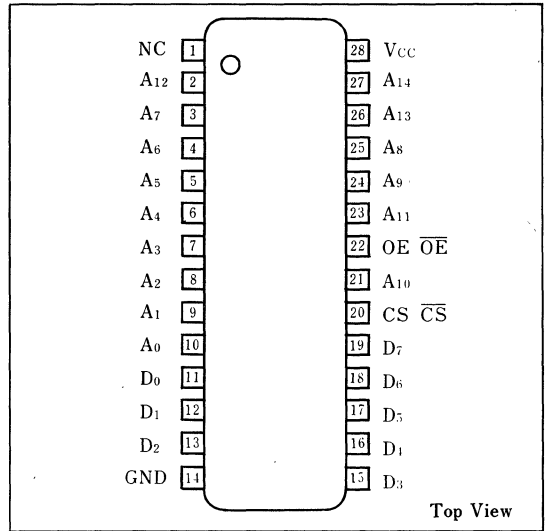 NC 1 28 Vcc
A12 2 27 A14
A7 3 26 A13
A6 4 25 A8
A5 5 24 A9
A4 6 23 A11
A3 7 22 OE O̅E̅
A2 8 21 A10
A1 9 20 CS C̅S̅
A0 10 19 D7
D0 11 18 D6
D1 12 17 D5
D2 13 16 D4
GND 14 15 D3
Top View